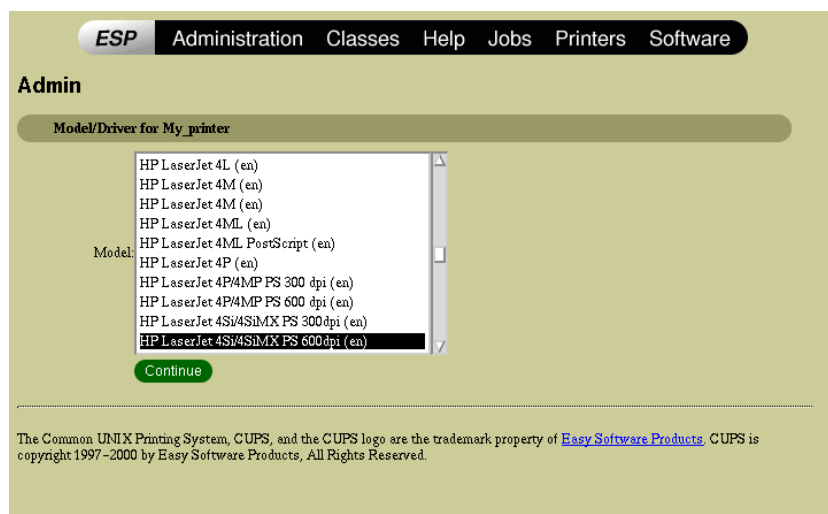 ESP Administration Classes Help Jobs Printers Software
Admin
Model/Driver for My_printer
Model:
HP LaserJet 4L (en)
HP LaserJet 4M (en)
HP LaserJet 4M (en)
HP LaserJet 4ML (en)
HP LaserJet 4ML PostScript (en)
HP LaserJet 4P (en)
HP LaserJet 4P/4MP PS 300 dpi (en)
HP LaserJet 4P/4MP PS 600 dpi (en)
HP LaserJet 4Si/4SiMX PS 300dpi (en)
HP LaserJet 4Si/4SiMX PS 600dpi (en)
Continue
The Common UNIX Printing System, CUPS, and the CUPS logo are the trademark property of Easy Software Products. CUPS is
copyright 1997-2000 by Easy Software Products, All Rights Reserved.